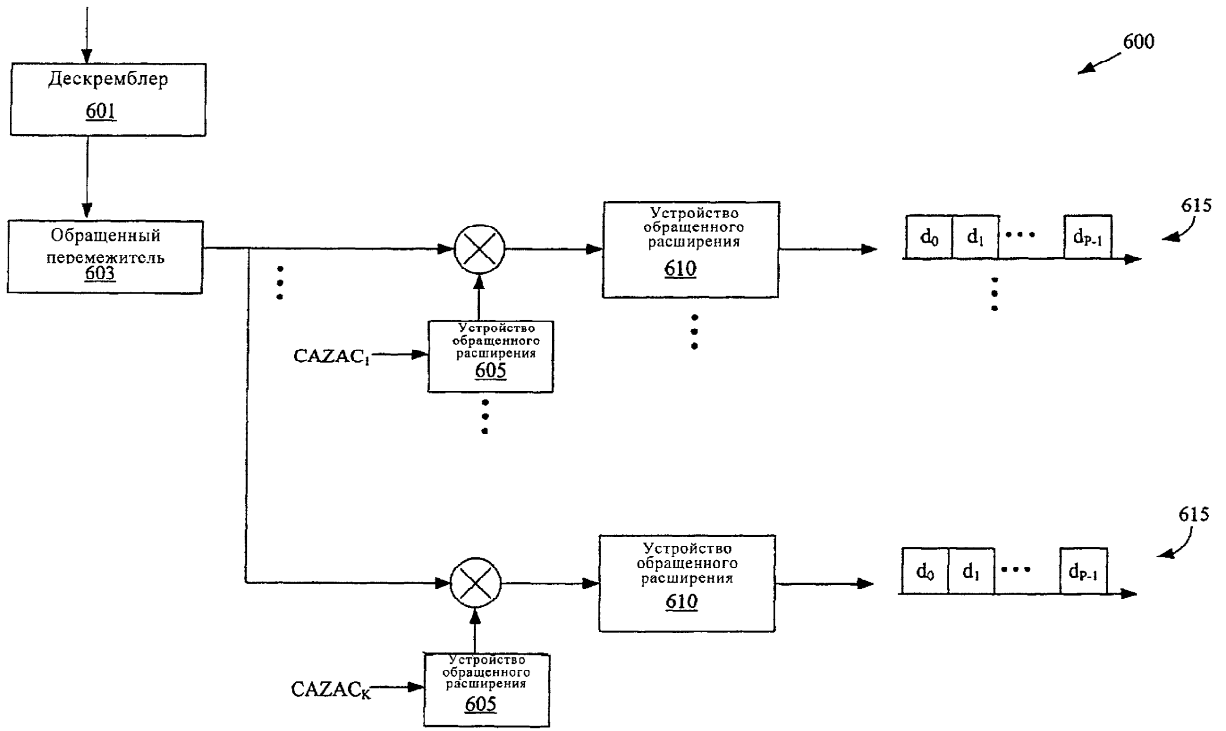 600
Дескремблер
601
Обращенный
перемежитель
603
Устройство
обращенного
расширения
610
d0 d1 ••• dP-1
615
CAZAC1
Устройство
обращенного
расширения
605
Устройство
обращенного
расширения
610
d0 d1 ••• dP-1
615
CAZACK
Устройство
обращенного
расширения
605